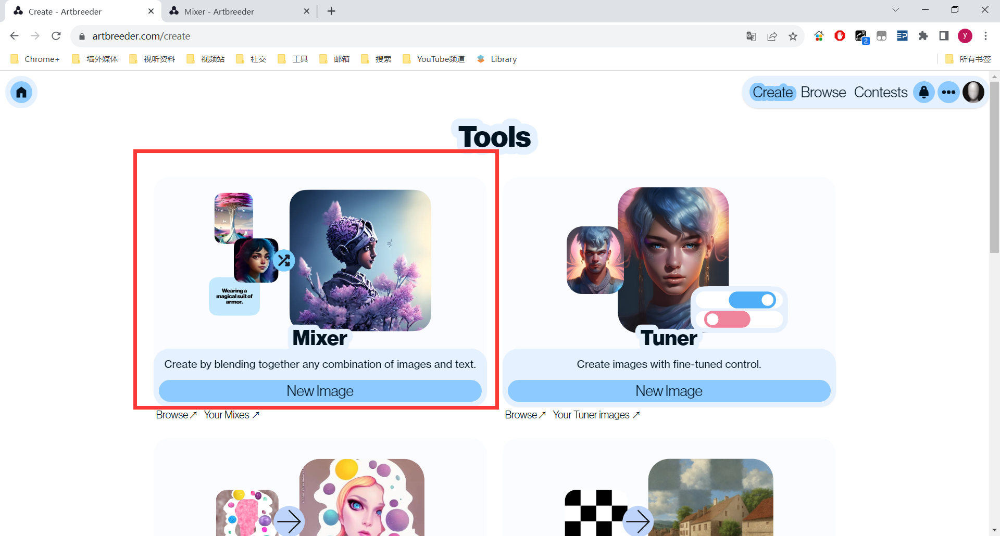 Create - Artbreeder
Mixer - Artbreeder
artbreeder.com/create
2
y
Chrome+
墙外媒体
视听资料
视频站
社交
工具
邮箱
搜索
YouTube频道
Library
所有书签
Create Browse Contests
Tools
Wearing a
magical suit of
armor.
Mixer
Create by blending together any combination of images and text.
New Image
Browse↗ Your Mixes ↗
Tuner
Create images with fine-tuned control.
New Image
Browse↗ Your Tuner images ↗